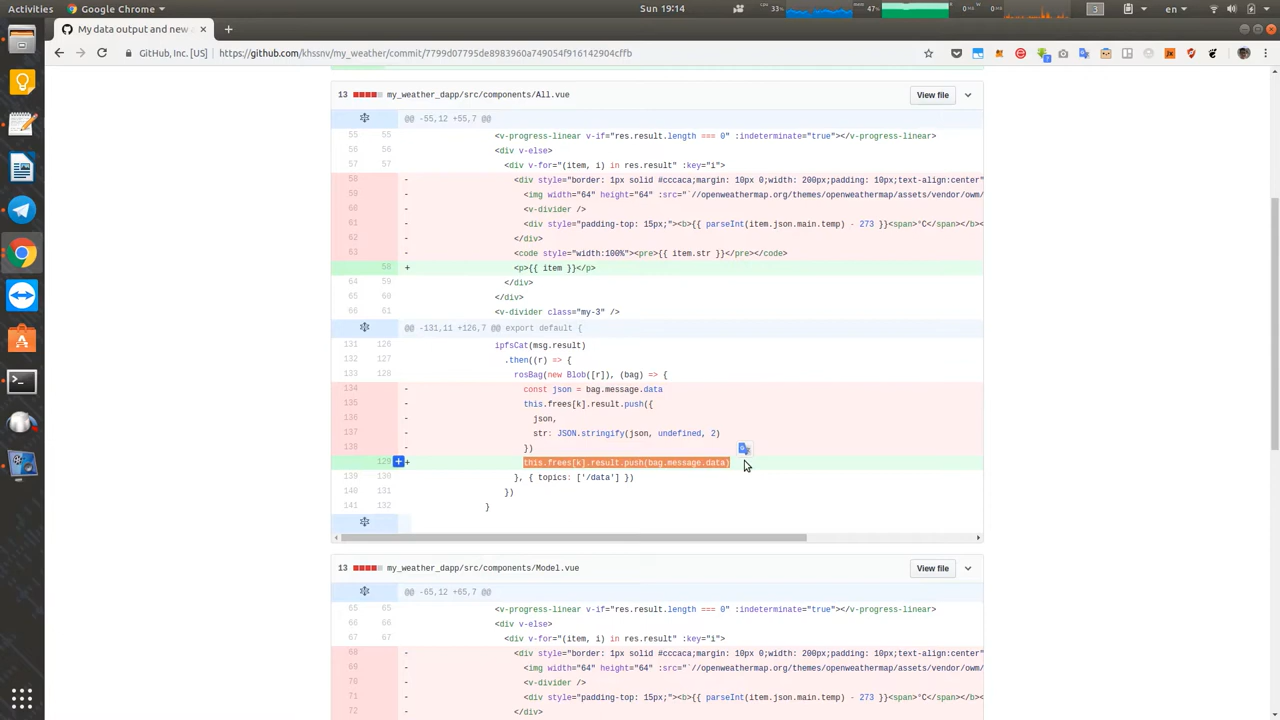 Activities
Google Chrome
Sun 19:14
33%
47%
0%
0%
3
en
My data output and new
GitHub, Inc. [US]
https://github.com/khssnv/my_weather/commit/7799d07795de8983960a749054f916142904cffb
13 my_weather_dapp/src/components/All.vue
View file
@@ -55,12 +55,7 @@
55 55 <v-progress-linear v-if="res.result.length === 0" :indeterminate="true"></v-progress-linear>
56 56 <div v-else>
57 57 <div v-for="(item, i) in res.result" :key="i">
58 - <div style="border: 1px solid #cccaca;margin: 10px 0;width: 200px;padding: 10px;text-align:center"
59 - <img width="64" height="64" :src="`//openweathermap.org/themes/openweathermap/assets/vendor/owm/
60 - <v-divider />
61 - <div style="padding-top: 15px;"><b>{{ parseInt(item.json.main.temp) - 273 }}<span>°C</span></b><
62 - </div>
63 - <code style="width:100%"><pre>{{ item.str }}</pre></code>
58 + <p>{{ item }}</p>
64 59 </div>
65 60 </div>
66 61 <v-divider class="my-3" />
@@ -131,11 +126,7 @@ export default {
131 126 ipfsCat(msg.result)
132 127 .then((r) => {
133 128 rosBag(new Blob([r]), (bag) => {
134 - const json = bag.message.data
135 - this.frees[k].result.push({
136 - json,
137 - str: JSON.stringify(json, undefined, 2)
138 - })
129 + this.frees[k].result.push(bag.message.data)
139 130 }, { topics: ['/data'] })
140 131 })
141 132 }
13 my_weather_dapp/src/components/Model.vue
View file
@@ -65,12 +65,7 @@
65 65 <v-progress-linear v-if="res.result.length === 0" :indeterminate="true"></v-progress-linear>
66 66 <div v-else>
67 67 <div v-for="(item, i) in res.result" :key="i">
68 - <div style="border: 1px solid #cccaca;margin: 10px 0;width: 200px;padding: 10px;text-align:center"
69 - <img width="64" height="64" :src="`//openweathermap.org/themes/openweathermap/assets/vendor/owm/
70 - <v-divider />
71 - <div style="padding-top: 15px;"><b>{{ parseInt(item.json.main.temp) - 273 }}<span>°C</span></b><
72 - </div>